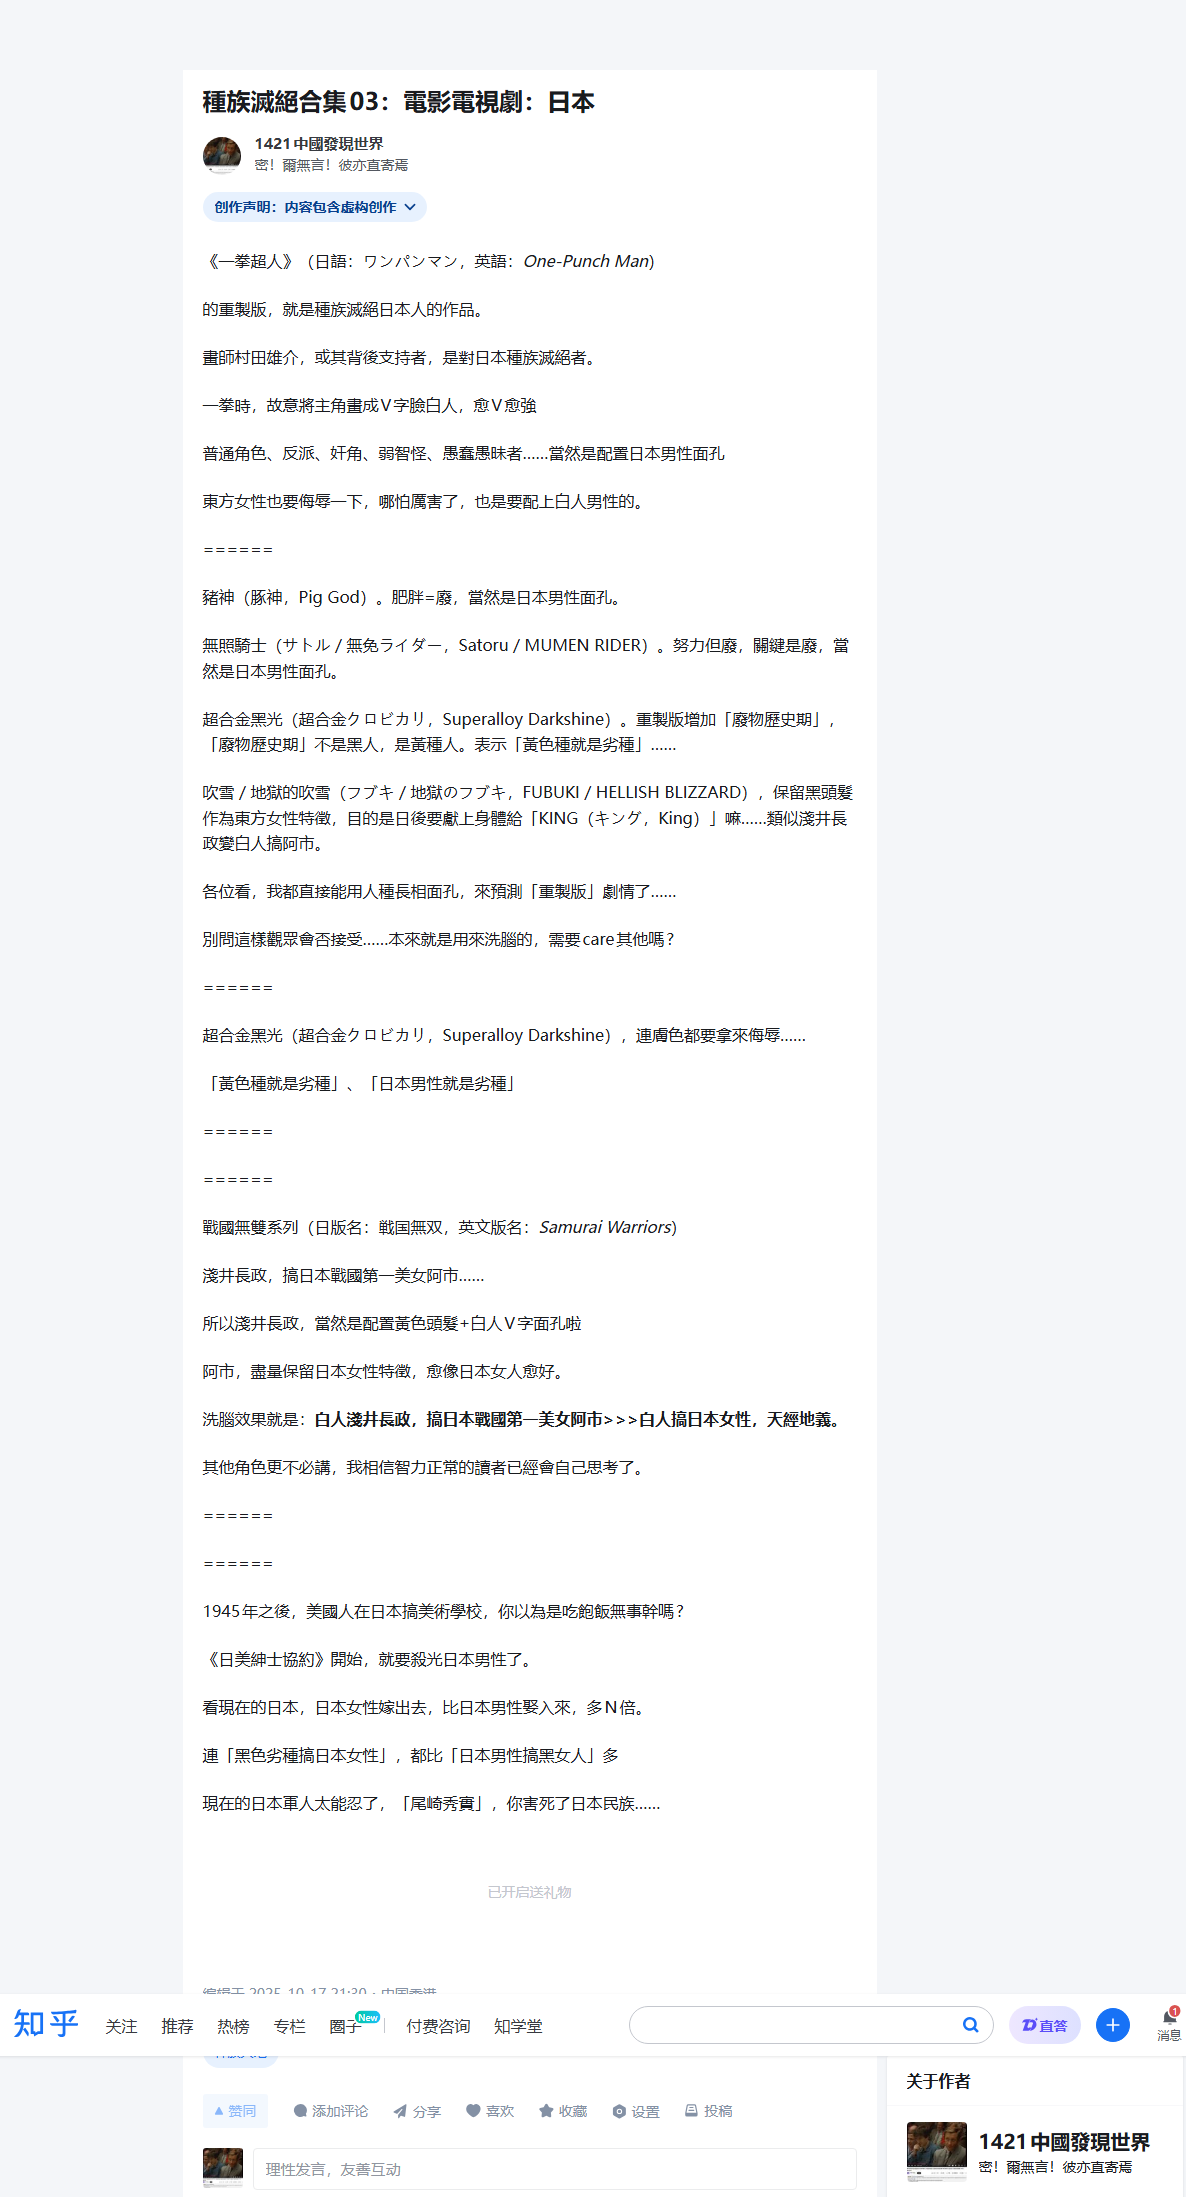 種族滅絕合集03：電影電視劇：日本
1421中國發現世界
密！爾無言！彼亦直寄焉
创作声明：内容包含虚构创作
《一拳超人》（日語：ワンパンマン，英語：One-Punch Man）
的重製版，就是種族滅絕日本人的作品。
畫師村田雄介，或其背後支持者，是對日本種族滅絕者。
一拳時，故意將主角畫成V字臉白人，愈V愈強
普通角色、反派、奸角、弱智怪、愚蠢愚昧者……當然是配置日本男性面孔
東方女性也要侮辱一下，哪怕厲害了，也是要配上白人男性的。
======
豬神（豚神，Pig God）。肥胖=廢，當然是日本男性面孔。
無照騎士（サトル / 無免ライダー，Satoru / MUMEN RIDER）。努力但廢，關鍵是廢，當
然是日本男性面孔。
超合金黑光（超合金クロビカリ，Superalloy Darkshine）。重製版增加「廢物歷史期」，
「廢物歷史期」不是黑人，是黃種人。表示「黃色種就是劣種」……
吹雪 / 地獄的吹雪（フブキ / 地獄のフブキ，FUBUKI / HELLISH BLIZZARD），保留黑頭髮
作為東方女性特徵，目的是日後要獻上身體給「KING（キング，King）」嘛……類似淺井長
政變白人搞阿市。
各位看，我都直接能用人種長相面孔，來預測「重製版」劇情了……
別問這樣觀眾會否接受……本來就是用來洗腦的，需要care其他嗎？
======
超合金黑光（超合金クロビカリ，Superalloy Darkshine），連膚色都要拿來侮辱……
「黃色種就是劣種」、「日本男性就是劣種」
======
======
戰國無雙系列（日版名：戦国無双，英文版名：Samurai Warriors）
淺井長政，搞日本戰國第一美女阿市……
所以淺井長政，當然是配置黃色頭髮+白人V字面孔啦
阿市，盡量保留日本女性特徵，愈像日本女人愈好。
洗腦效果就是：白人淺井長政，搞日本戰國第一美女阿市>>>白人搞日本女性，天經地義。
其他角色更不必講，我相信智力正常的讀者已經會自己思考了。
======
======
1945年之後，美國人在日本搞美術學校，你以為是吃飽飯無事幹嗎？
《日美紳士協約》開始，就要殺光日本男性了。
看現在的日本，日本女性嫁出去，比日本男性娶入來，多N倍。
連「黑色劣種搞日本女性」，都比「日本男性搞黑女人」多
現在的日本軍人太能忍了，「尾崎秀實」，你害死了日本民族……
已开启送礼物
编辑于 2025-10-17 21:30・中国香港
知乎 关注 推荐 热榜 专栏 圈子 New 付费咨询 知学堂 直答 1 消息
关于作者
赞同 添加评论 分享 喜欢 收藏 设置 投稿
1421中國發現世界
密！爾無言！彼亦直寄焉
理性发言，友善互动